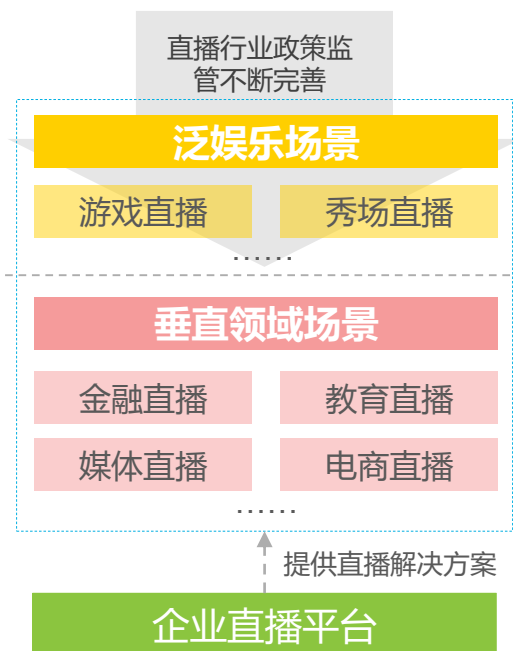 直播行业政策监
管不断完善
泛娱乐场景
游戏直播
秀场直播
······
垂直领域场景
金融直播
教育直播
媒体直播
电商直播
······
提供直播解决方案
企业直播平台